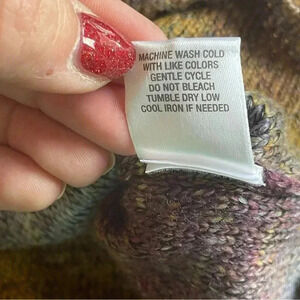 MACHINE WASH COLD
WITH LIKE COLORS
GENTLE CYCLE
DO NOT BLEACH
TUMBLE DRY LOW
COOL IRON IF NEEDED